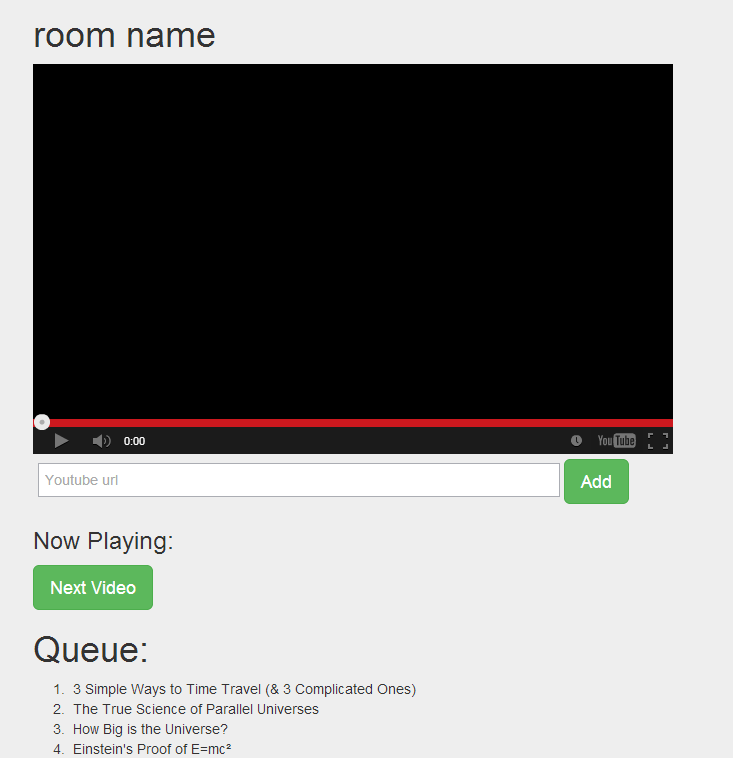 room name
0:00 YouTube
Youtube url Add
Now Playing:
Next Video
Queue:
1. 3 Simple Ways to Time Travel (& 3 Complicated Ones)
2. The True Science of Parallel Universes
3. How Big is the Universe?
4. Einstein's Proof of E=mc²